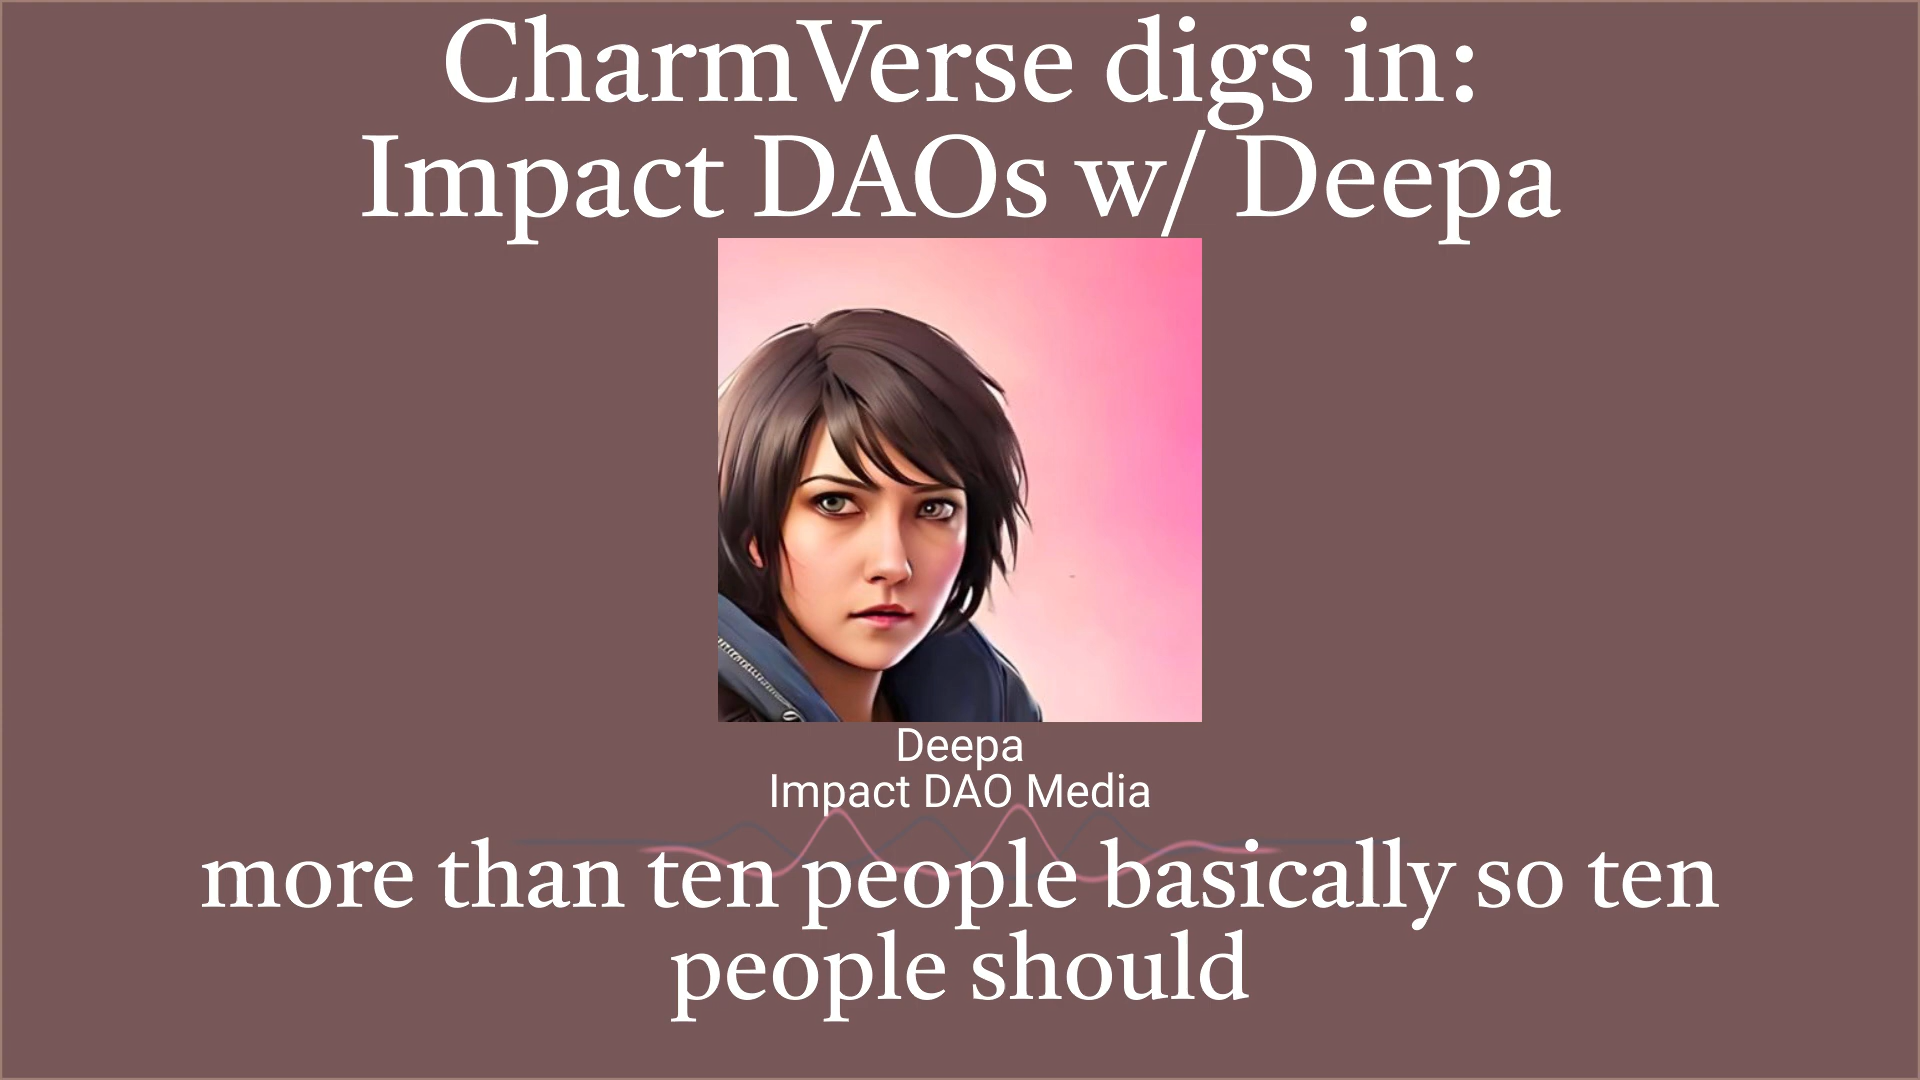 CharmVerse digs in:
Impact DAOs w/ Deepa
Deepa
Impact DAO Media
more than ten people basically so ten
people should